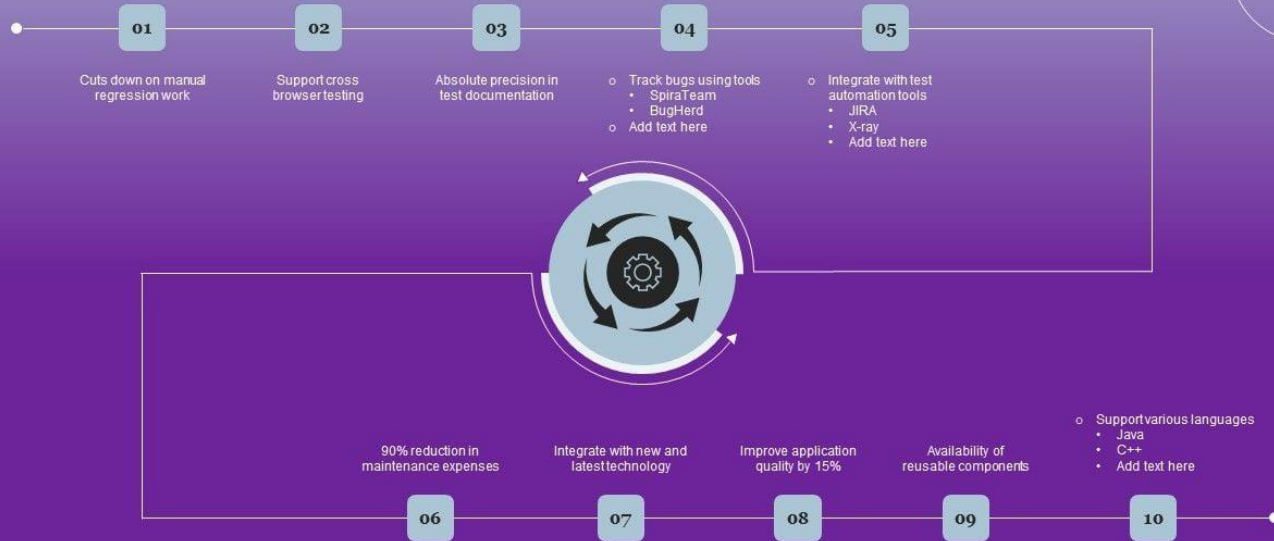 01
Cuts down on manual
regression work
02
Support cross
browser testing
03
Absolute precision in
test documentation
04
o Track bugs using tools
• SpiraTeam
• BugHerd
o Add text here
05
o Integrate with test
automation tools
• JIRA
• X-ray
• Add text here
90% reduction in
maintenance expenses
06
Integrate with new and
latest technology
07
Improve application
quality by 15%
08
Availability of
reusable components
09
o Support various languages
• Java
• C++
• Add text here
10